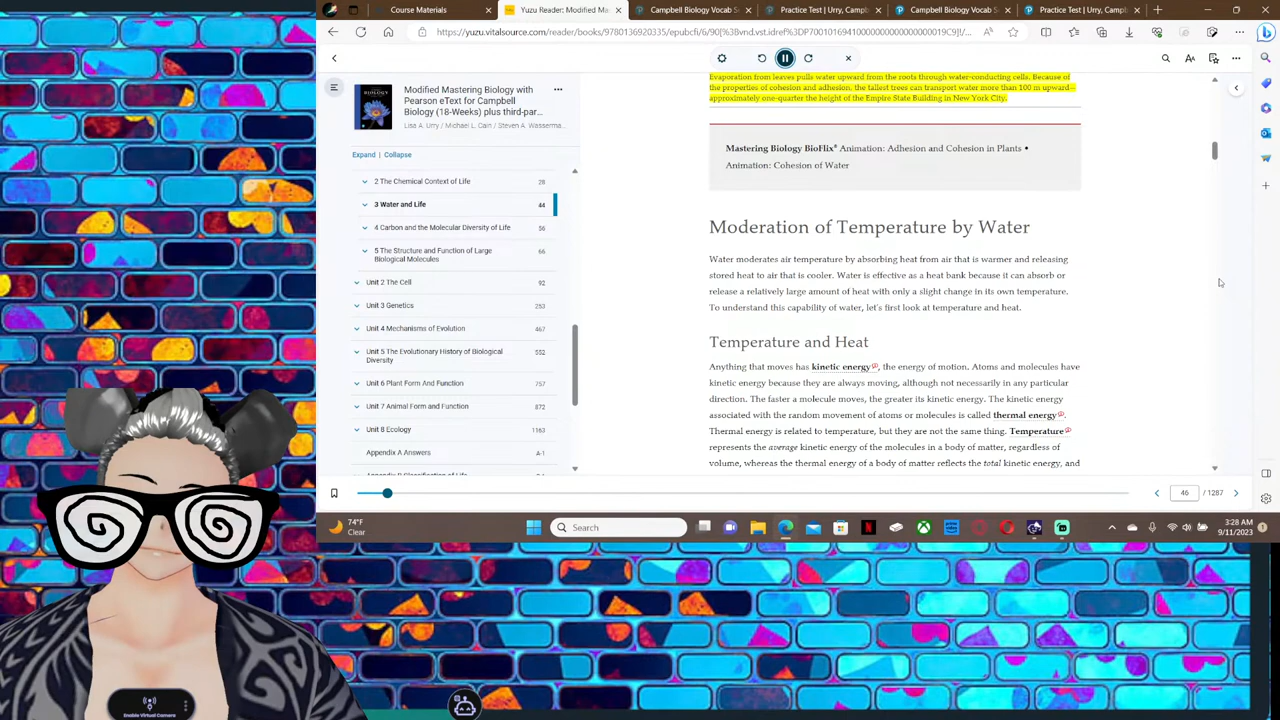 Course Materials
Yuzu Reader: Modified Ma
Campbell Biology Vocab S
Practice Test | Urry, Camp
Campbell Biology
Practice Test | Urry, Camp
https://yuzu.vitalsource.com/reader/books/9780136920335/epubcfi/6/90[%3Bvnd.vst.idref%3DP7001016941000000000000000019C9]!/...
Modified Mastering Biology with
Pearson eText for Campbell
Biology (18-Weeks) plus third-par...
Lisa A. Urry / Michael L. Cain / Steven A. Wasserma...
Expand | Collapse
2 The Chemical Context of Life 28
3 Water and Life 44
4 Carbon and the Molecular Diversity of Life 56
5 The Structure and Function of Large
Biological Molecules 66
Unit 2 The Cell 92
Unit 3 Genetics 253
Unit 4 Mechanisms of Evolution 467
Unit 5 The Evolutionary History of Biological
Diversity 552
Unit 6 Plant Form And Function 757
Unit 7 Animal Form and Function 872
Unit 8 Ecology 1163
Appendix A Answers A-1
Evaporation from leaves pulls water upward from the roots through water-conducting cells. Because of
the properties of cohesion and adhesion, the tallest trees can transport water more than 100 m upward—
approximately one-quarter the height of the Empire State Building in New York City.
Mastering Biology BioFlix® Animation: Adhesion and Cohesion in Plants •
Animation: Cohesion of Water
Moderation of Temperature by Water
Water moderates air temperature by absorbing heat from air that is warmer and releasing
stored heat to air that is cooler. Water is effective as a heat bank because it can absorb or
release a relatively large amount of heat with only a slight change in its own temperature.
To understand this capability of water, let's first look at temperature and heat.
Temperature and Heat
Anything that moves has kinetic energy, the energy of motion. Atoms and molecules have
kinetic energy because they are always moving, although not necessarily in any particular
direction. The faster a molecule moves, the greater its kinetic energy. The kinetic energy
associated with the random movement of atoms or molecules is called thermal energy.
Thermal energy is related to temperature, but they are not the same thing. Temperature
represents the average kinetic energy of the molecules in a body of matter, regardless of
volume, whereas the thermal energy of a body of matter reflects the total kinetic energy, and
46 / 1287
74°F
Clear
Search
3:28 AM
9/11/2023
Enable Virtual Camera